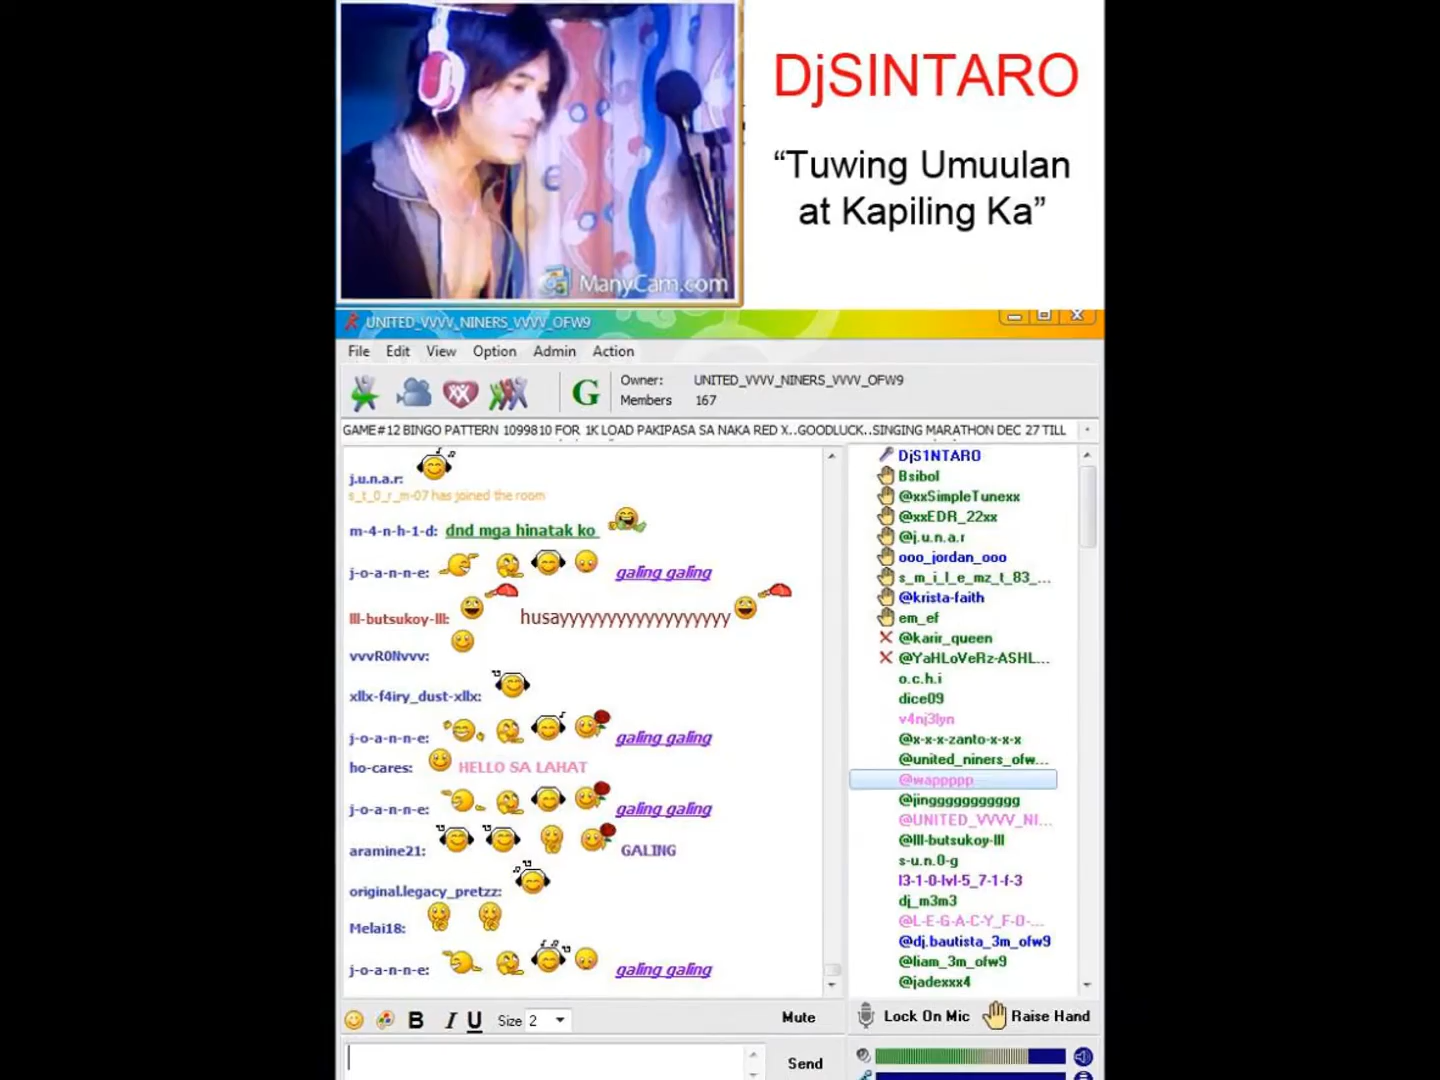 DjSINTARO
“Tuwing Umuulan
at Kapiling Ka”
ManyCam.com
UNITED_VVVV_NINERS_VVVV_OFW9
File Edit View Option Admin Action
G
Owner: UNITED_VVVV_NINERS_VVVV_OFW9
Members 167
GAME#12 BINGO PATTERN 1099810 FOR 1K LOAD PAKIPASA SA NAKA RED X..GOODLUCK..SINGING MARATHON DEC 27 TILL
j.u.n.a.r:
s_t_0_r_m-07 has joined the room
m-4-n-h-1-d: dnd mga hinatak ko
j-o-a-n-n-e: galing galing
lll-butsukoy-lll: husayyyyyyyyyyyyyyyyyy
vvvR0Nvvv:
xllx-f4iry_dust-xllx:
j-o-a-n-n-e: galing galing
ho-cares: HELLO SA LAHAT
j-o-a-n-n-e: galing galing
aramine21: GALING
original.legacy_pretzz:
Melai18:
j-o-a-n-n-e: galing galing
DjS1NTARO
Bsibol
@xxSimpleTunexx
@xxEDR_22xx
@j.u.n.a.r
ooo_jordan_ooo
s_m_i_l_e_mz_t_83_...
@krista-faith
em_ef
@karir_queen
@YaHLoVeRz-ASHL...
o.c.h.i
dice09
v4nj3lyn
@x-x-x-zanto-x-x-x
@united_niners_ofw...
@wappppp
@jinggggggggggg
@UNITED_VVVV_NI...
@lll-butsukoy-lll
s-u.n.0-g
l3-1-0-lvl-5_7-1-f-3
dj_m3m3
@L-E-G-A-C-Y_F-O-...
@dj.bautista_3m_ofw9
@liam_3m_ofw9
@jadexxx4
B I U Size 2 Mute
Lock On Mic Raise Hand
Send